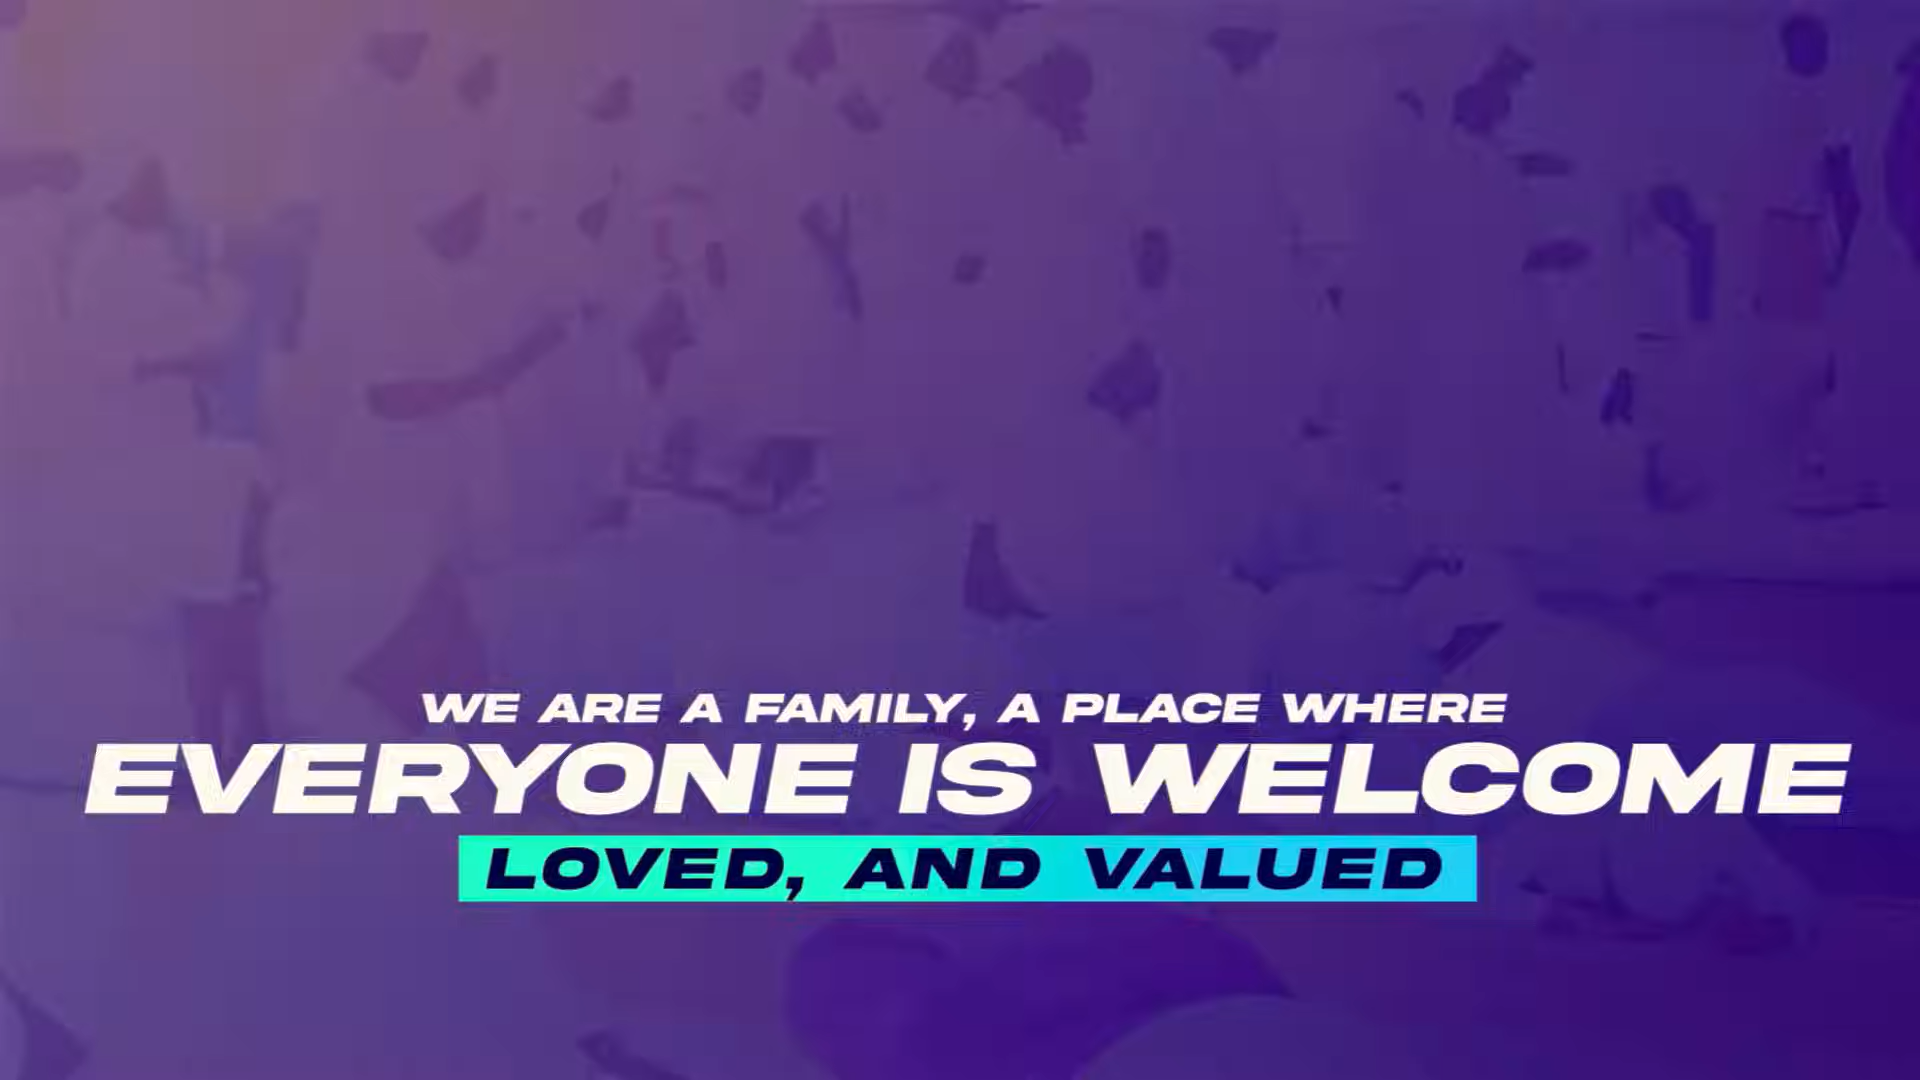 WE ARE A FAMILY, A PLACE WHERE
EVERYONE IS WELCOME
LOVED, AND VALUED